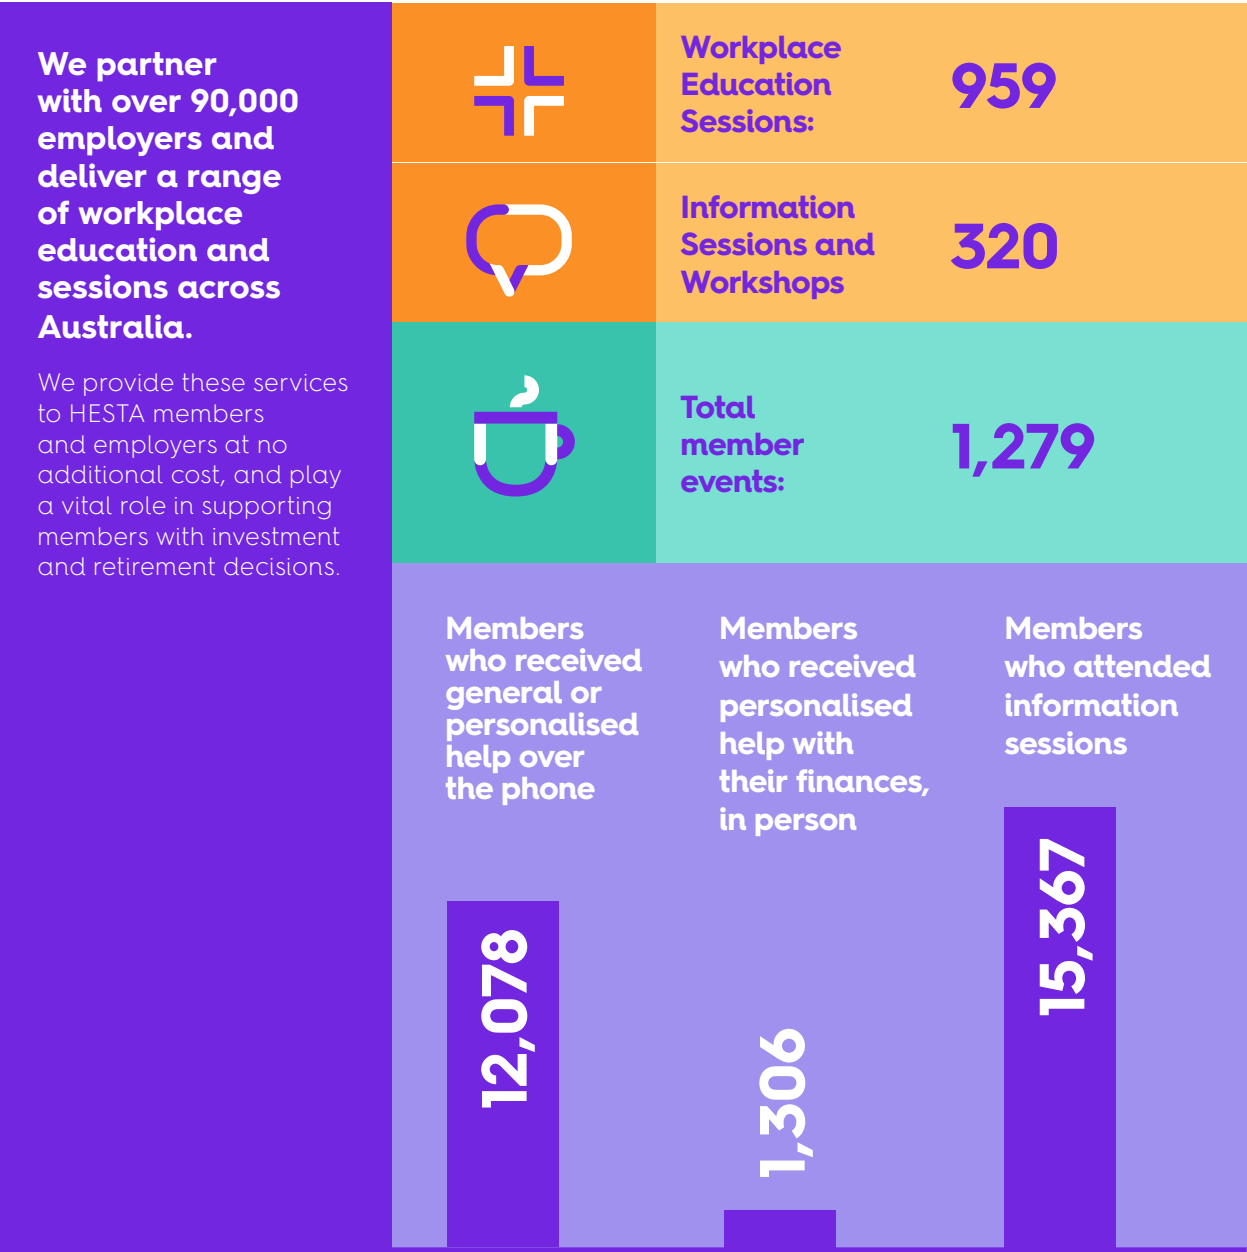 We partner
with over 90,000
employers and
deliver a range
of workplace
education and
sessions across
Australia.
We provide these services
to HESTA members
and employers at no
additional cost, and play
a vital role in supporting
members with investment
and retirement decisions.
Workplace
Education
Sessions:
959
Information
Sessions and
Workshops
320
Total
member
events:
1,279
Members
who received
general or
personalised
help over
the phone
12,078
Members
who received
personalised
help with
their finances,
in person
1,306
Members
who attended
information
sessions
15,367